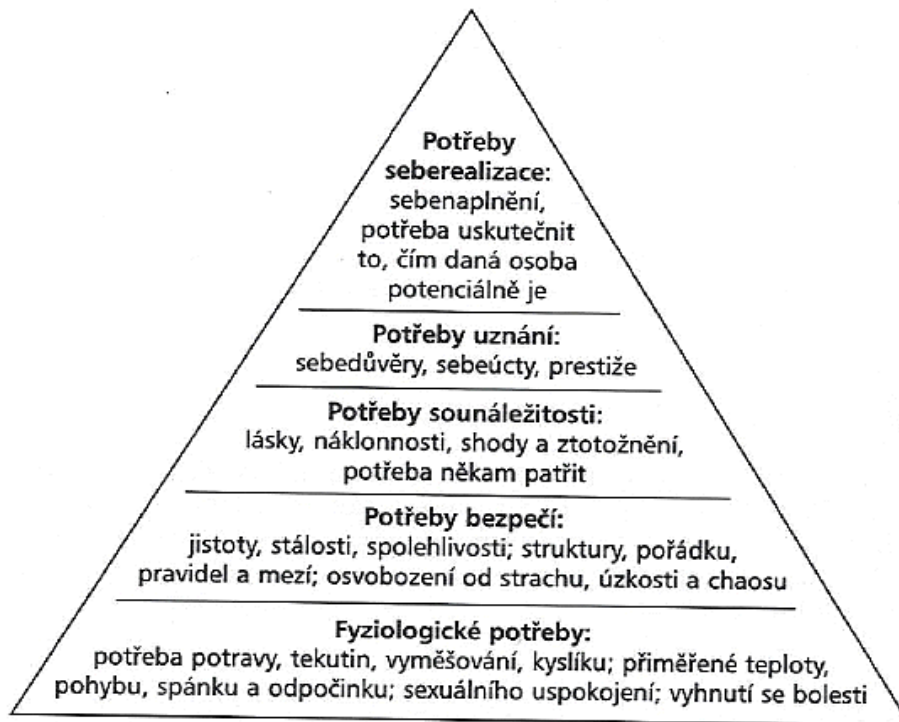 Potřeby
seberealizace:
sebenaplnění,
potřeba uskutečnit
to, čím daná osoba
potenciálně je
Potřeby uznání:
sebedůvěry, sebeúcty, prestiže
Potřeby sounáležitosti:
lásky, náklonnosti, shody a ztotožnění,
potřeba někam patřit
Potřeby bezpečí:
jistoty, stálosti, spolehlivosti; struktury, pořádku,
pravidel a mezí; osvobození od strachu, úzkosti a chaosu
Fyziologické potřeby:
potřeba potravy, tekutin, vyměšování, kyslíku; přiměřené teploty,
pohybu, spánku a odpočinku; sexuálního uspokojení; vyhnutí se bolesti